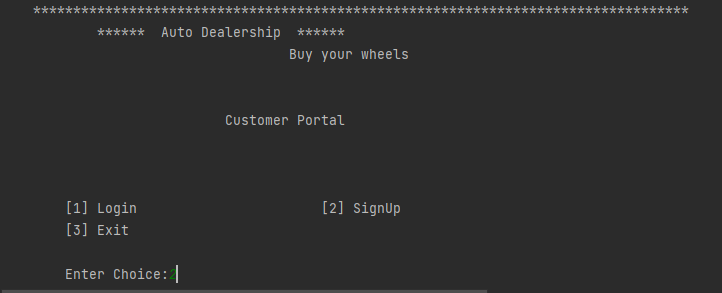 **********************************************************************************
****** Auto Dealership ******
Buy your wheels
Customer Portal
[1] Login [2] SignUp
[3] Exit
Enter Choice:2